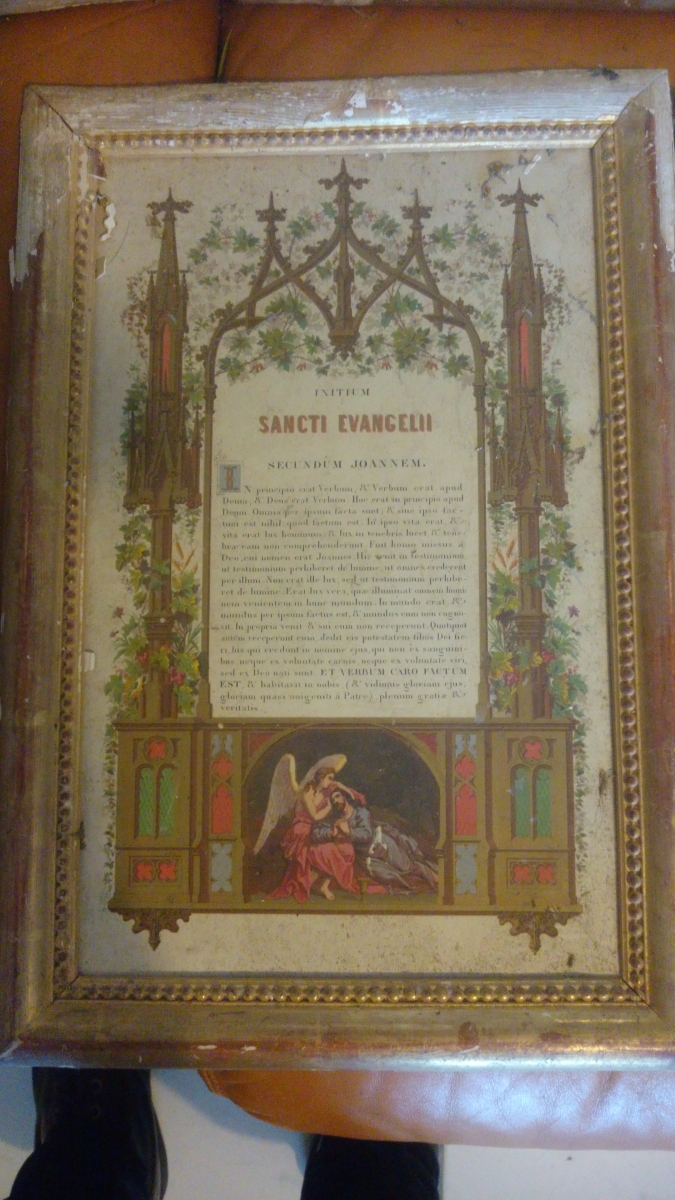 INITIUM
SANCTI EVANGELII
SECUNDUM JOANNEM.
IN principio erat Verbum, & Verbum erat apud
Deum, & Deus erat Verbum. Hoc erat in principio apud
Deum. Omnia per ipsum facta sunt, & sine ipso fac-
tum est nihil quod factum est. In ipso vita erat, &
vita erat lux hominum; & lux in tenebris lucet & tene-
bræ eam non comprehenderunt. Fuit homo missus à
Deo, cui nomen erat Joannes. Hic venit in testimonium,
ut testimonium perhiberet de lumine, ut omnes crederent
per illum. Non erat ille lux, sed ut testimonium perhibe-
ret de lumine. Erat lux vera, quæ illuminat omnem homi-
nem venientem in hunc mundum. In mundo erat, &
mundus per ipsum factus est, & mundus eum non cogno-
vit. In propria venit & sui eum non receperunt. Quotquot
autem receperunt eum, dedit eis potestatem filios Dei fie-
ri, his qui credunt in nomine ejus, qui non ex sanguini-
bus neque ex voluntate carnis, neque ex voluntate viri,
sed ex Deo nati sunt. ET VERBUM CARO FACTUM
EST, & habitavit in nobis (& vidimus gloriam ejus,
gloriam quasi unigeniti à Patre), plenum gratiæ &
veritatis.